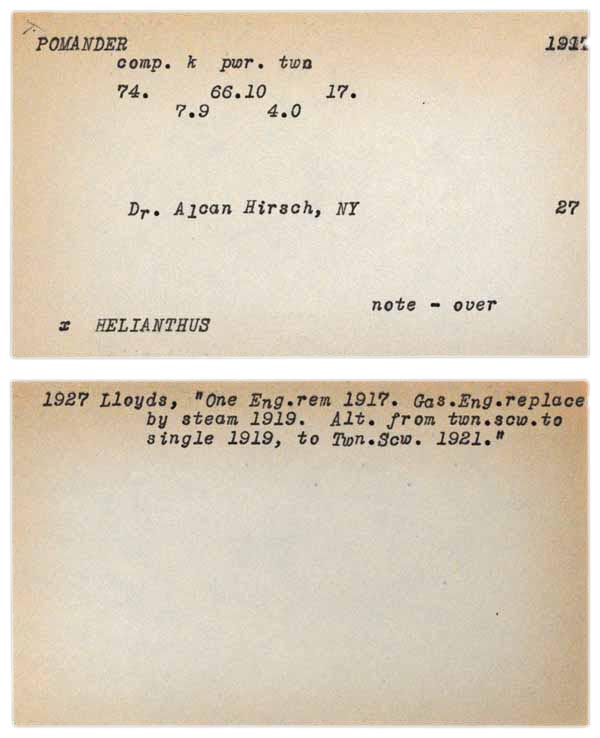 POMANDER
comp. k pwr. twn
74. 66.10 17.
7.9 4.0
Dr. Alcan Hirsch, NY 27
note - over
x HELIANTHUS
1927 Lloyds, "One Eng.rem 1917. Gas.Eng.replace
by steam 1919. Alt. from twn.scw.to
single 1919, to Twn.Scw. 1921."